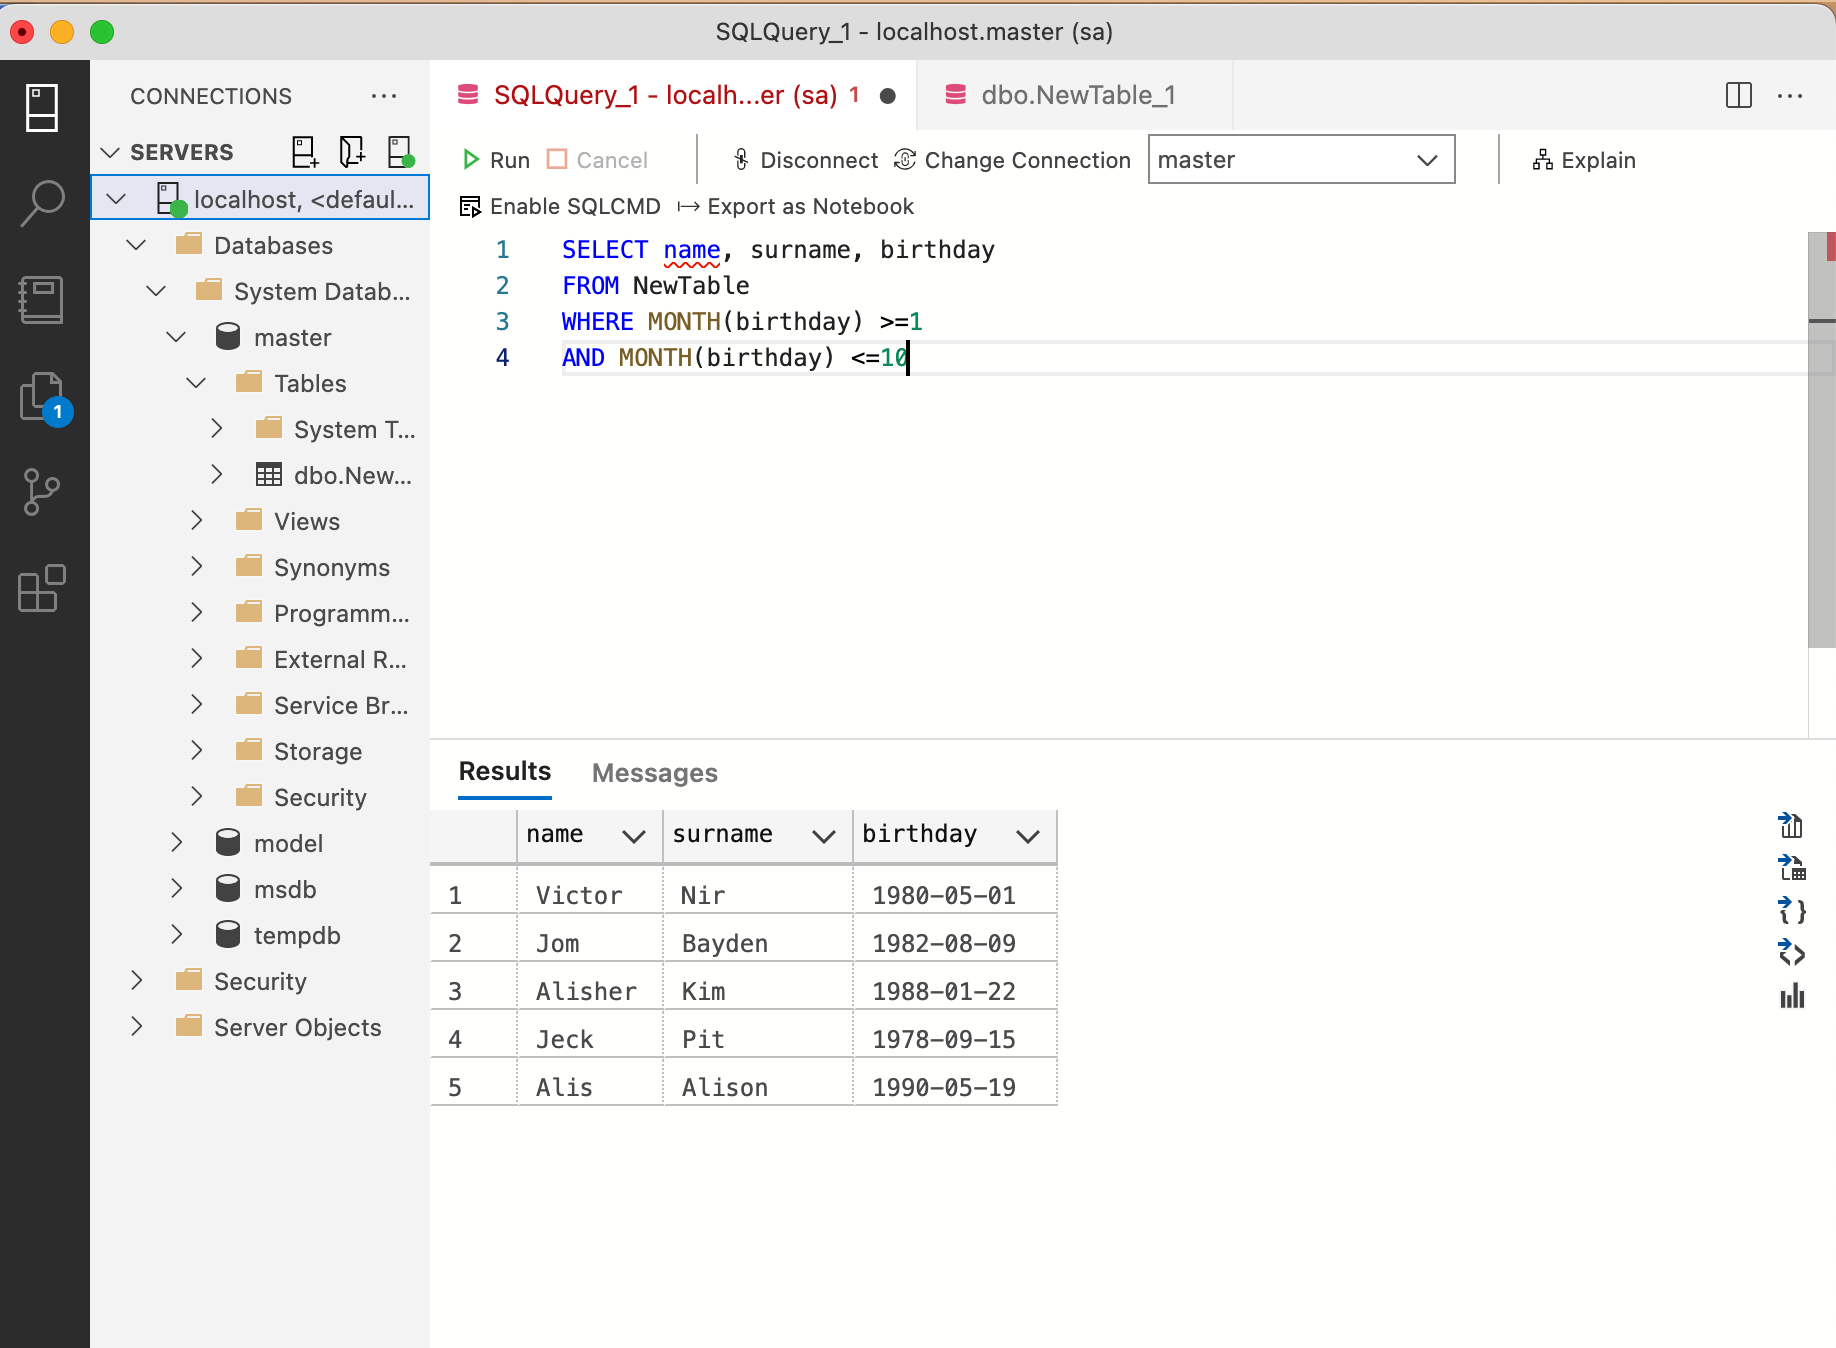 SQLQuery_1 - localhost.master (sa)
CONNECTIONS
SERVERS
localhost, <defaul...
Databases
System Datab...
master
Tables
System T...
dbo.New...
Views
Synonyms
Programm...
External R...
Service Br...
Storage
Security
model
msdb
tempdb
Security
Server Objects
1
SQLQuery_1 - localh...er (sa) 1
dbo.NewTable_1
Run Cancel Disconnect Change Connection master Explain
Enable SQLCMD Export as Notebook
1 SELECT name, surname, birthday
2 FROM NewTable
3 WHERE MONTH(birthday) >=1
4 AND MONTH(birthday) <=10
Results Messages
name surname birthday
1 Victor Nir 1980-05-01
2 Jom Bayden 1982-08-09
3 Alisher Kim 1988-01-22
4 Jeck Pit 1978-09-15
5 Alis Alison 1990-05-19